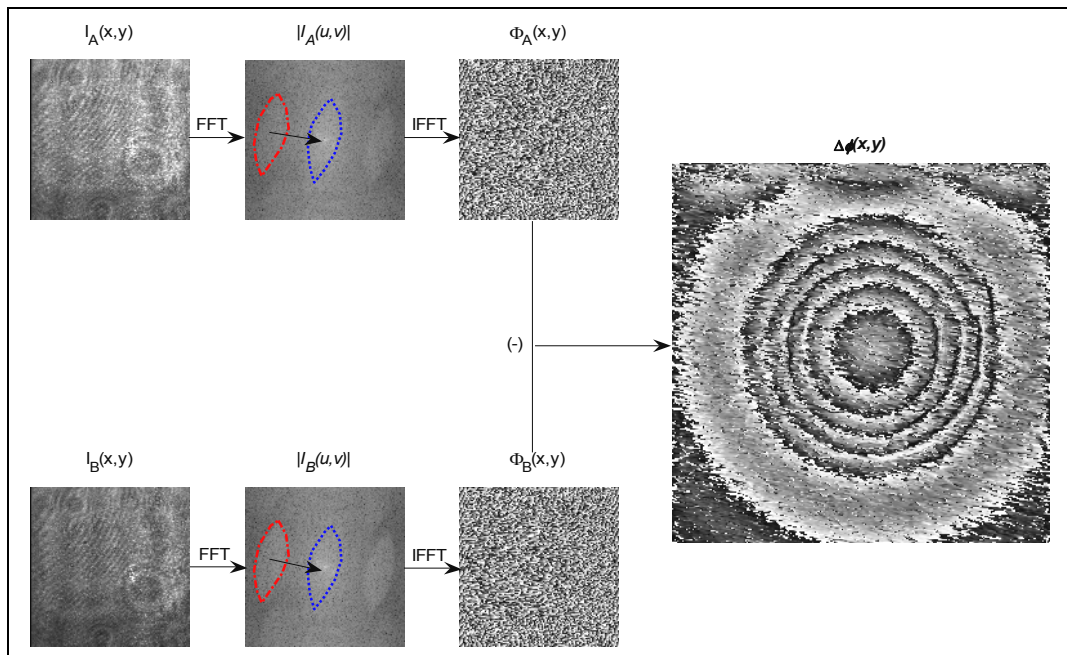 I_A(x,y)
|I_A(u,v)|
Φ_A(x,y)
FFT
IFFT
Δϕ(x,y)
(-)
I_B(x,y)
|I_B(u,v)|
Φ_B(x,y)
FFT
IFFT